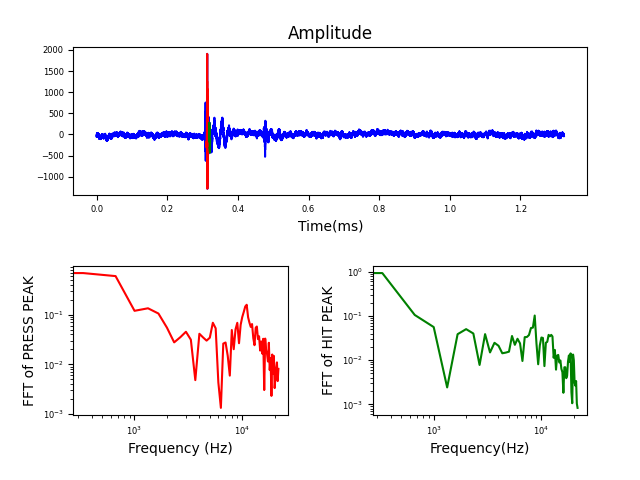 Amplitude
2000
1500
1000
500
0
−500
−1000
0.0 0.2 0.4 0.6 0.8 1.0 1.2
Time(ms)
FFT of PRESS PEAK
10⁻¹
10⁻²
10⁻³
10³ 10⁴
Frequency (Hz)
FFT of HIT PEAK
10⁰
10⁻¹
10⁻²
10⁻³
10³ 10⁴
Frequency(Hz)